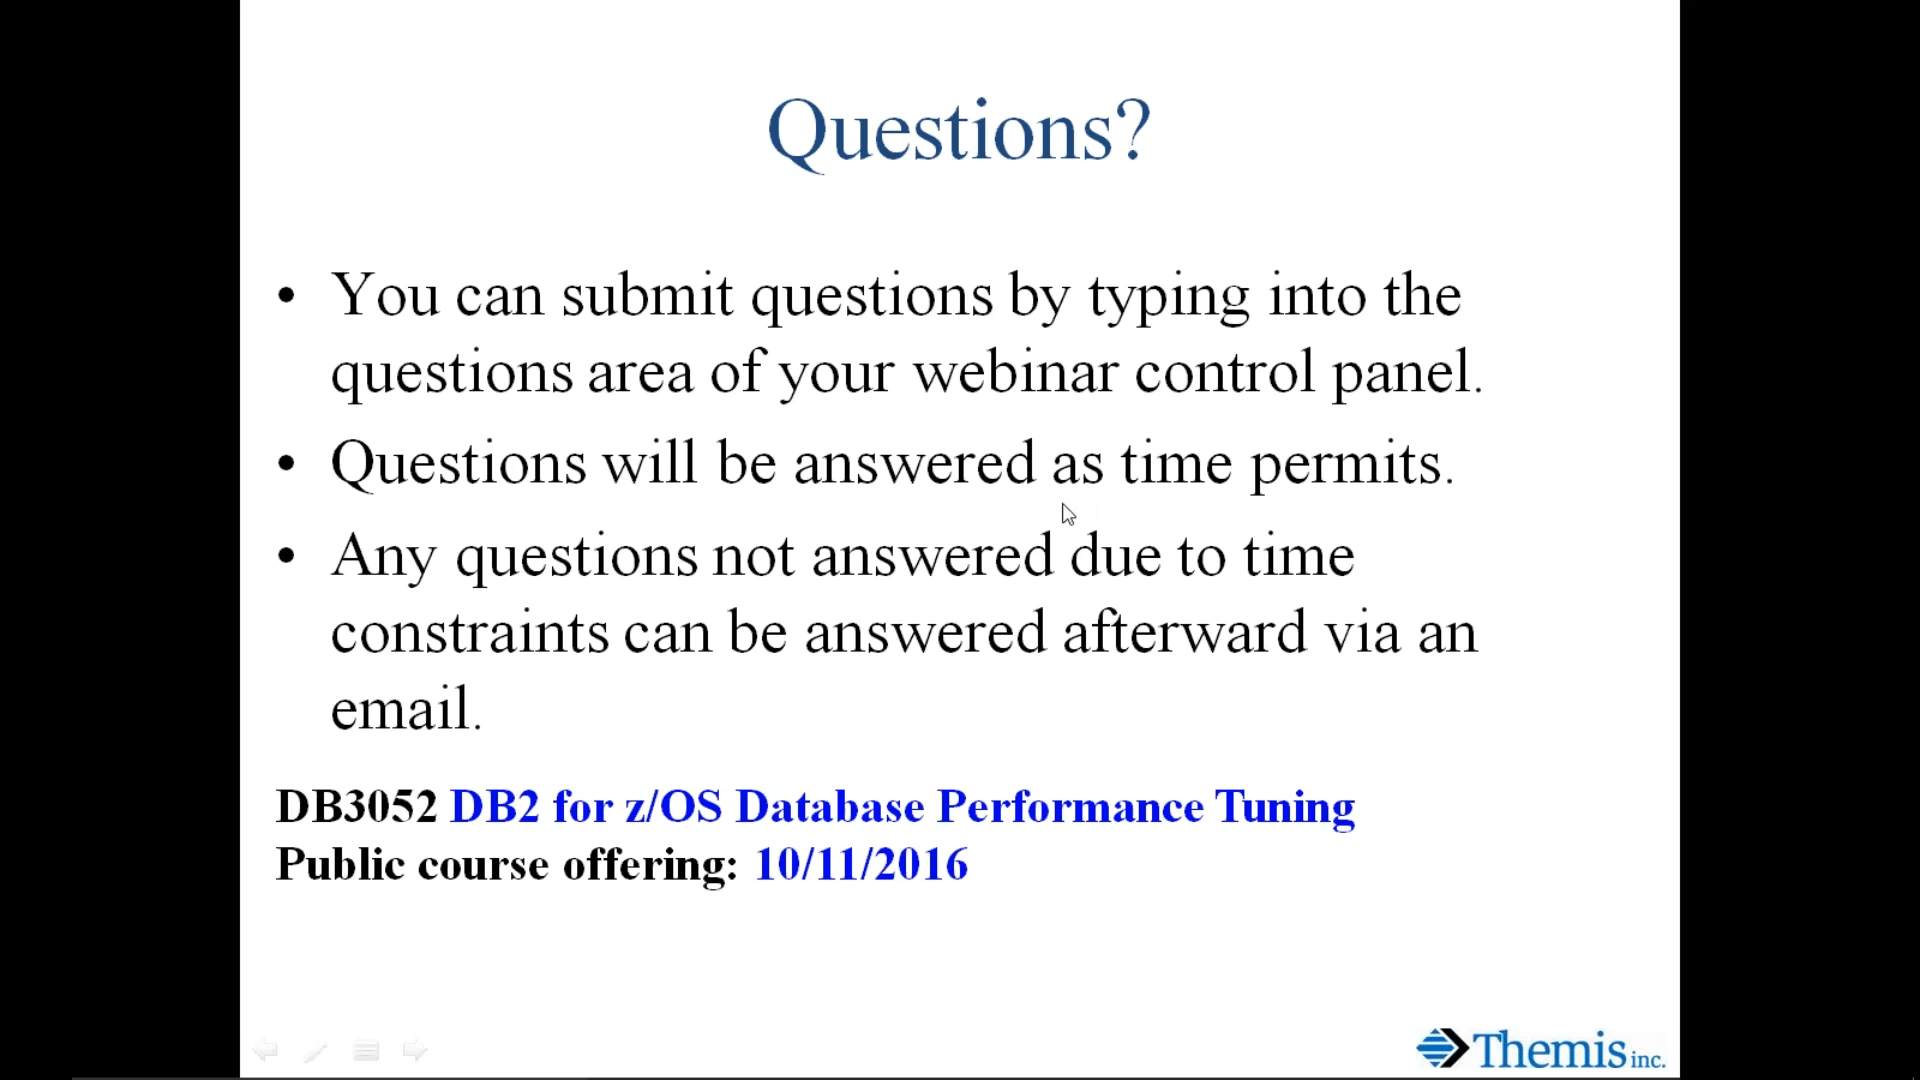 Questions?
• You can submit questions by typing into the
questions area of your webinar control panel.
• Questions will be answered as time permits.
• Any questions not answered due to time
constraints can be answered afterward via an
email.
DB3052 DB2 for z/OS Database Performance Tuning
Public course offering: 10/11/2016
Themis inc.